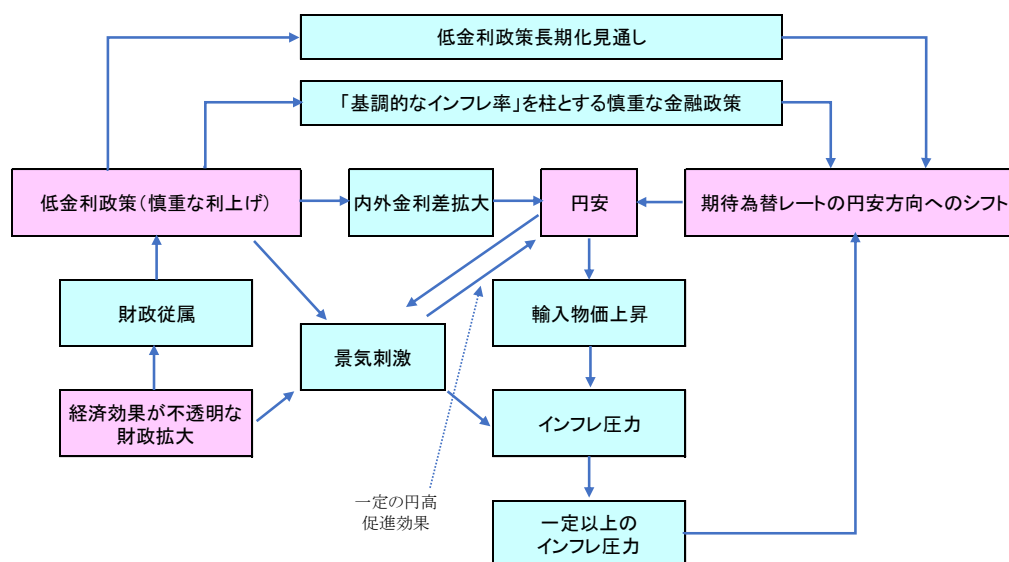 低金利政策長期化見通し
「基調的なインフレ率」を柱とする慎重な金融政策
低金利政策(慎重な利上げ)
内外金利差拡大
円安
期待為替レートの円安方向へのシフト
財政従属
輸入物価上昇
景気刺激
経済効果が不透明な
財政拡大
インフレ圧力
一定の円高
促進効果
一定以上の
インフレ圧力